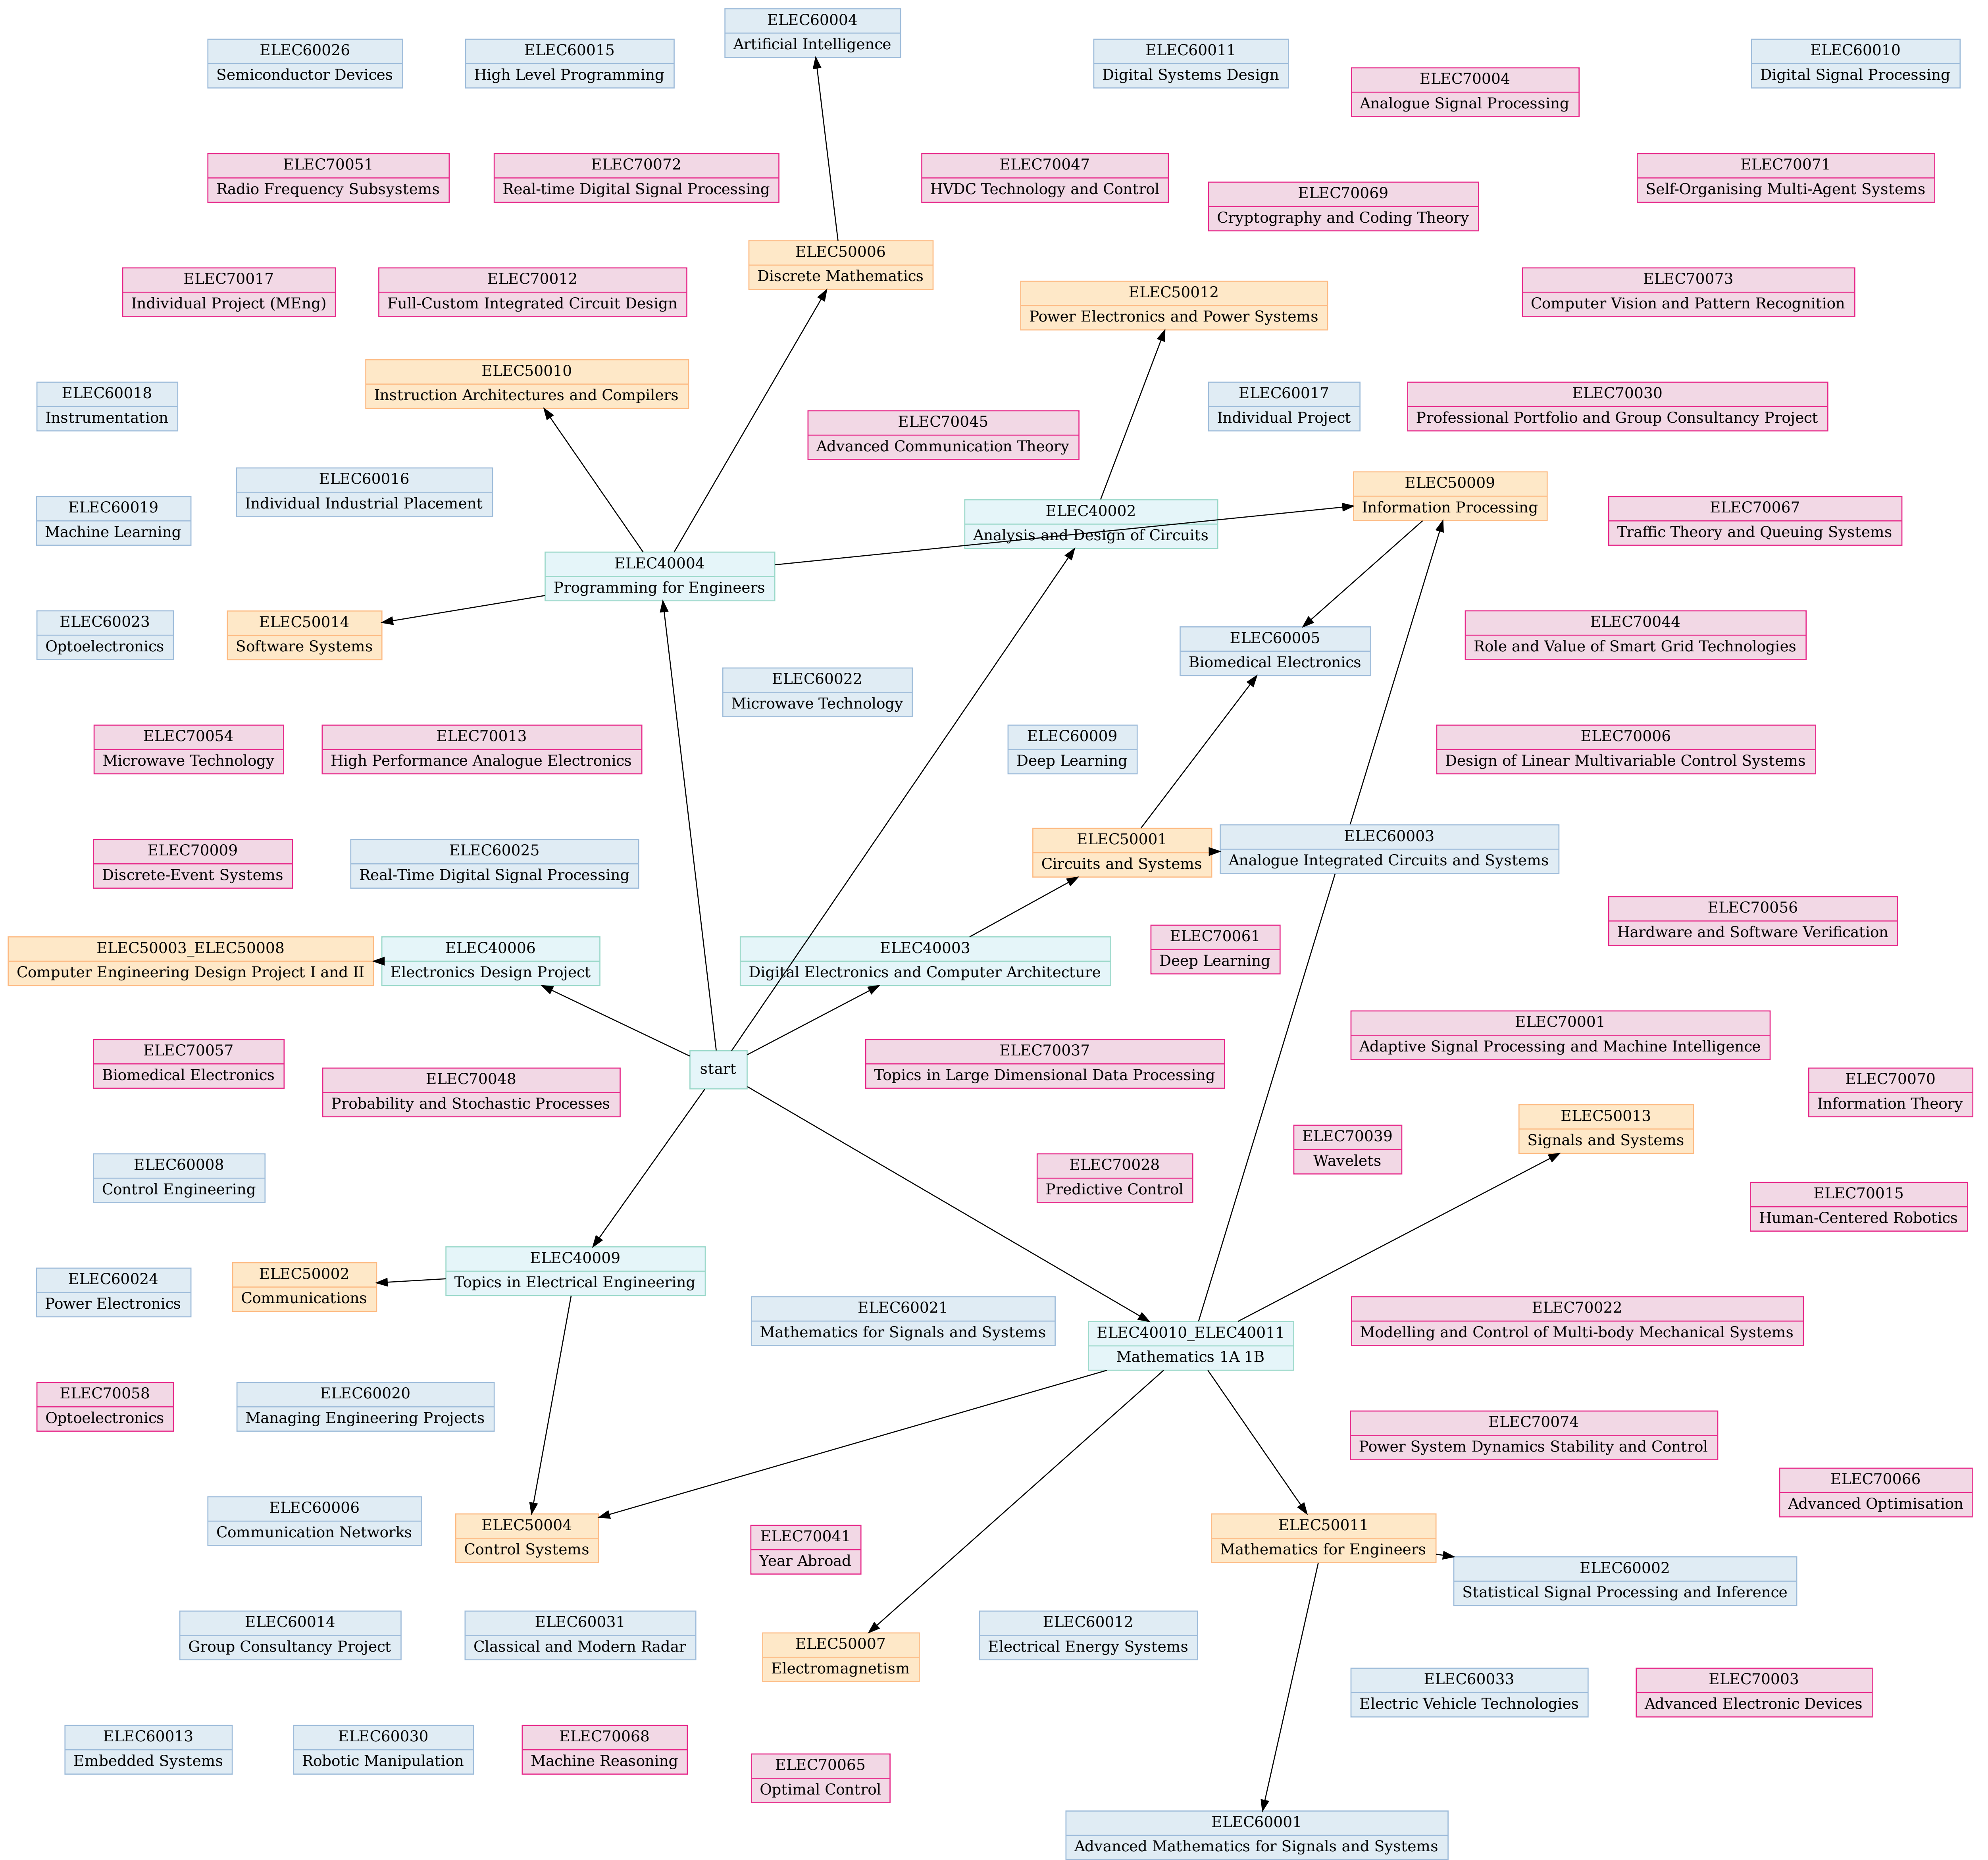 ELEC60004
Artificial Intelligence
ELEC60026
Semiconductor Devices
ELEC60015
High Level Programming
ELEC60011
Digital Systems Design
ELEC60010
Digital Signal Processing
ELEC70004
Analogue Signal Processing
ELEC70051
Radio Frequency Subsystems
ELEC70072
Real-time Digital Signal Processing
ELEC70047
HVDC Technology and Control
ELEC70071
Self-Organising Multi-Agent Systems
ELEC70069
Cryptography and Coding Theory
ELEC50006
Discrete Mathematics
ELEC70017
Individual Project (MEng)
ELEC70012
Full-Custom Integrated Circuit Design
ELEC70073
Computer Vision and Pattern Recognition
ELEC50012
Power Electronics and Power Systems
ELEC50010
Instruction Architectures and Compilers
ELEC60018
Instrumentation
ELEC60017
Individual Project
ELEC70030
Professional Portfolio and Group Consultancy Project
ELEC70045
Advanced Communication Theory
ELEC60016
Individual Industrial Placement
ELEC50009
Information Processing
ELEC60019
Machine Learning
ELEC40002
Analysis and Design of Circuits
ELEC70067
Traffic Theory and Queuing Systems
ELEC40004
Programming for Engineers
ELEC60023
Optoelectronics
ELEC50014
Software Systems
ELEC70044
Role and Value of Smart Grid Technologies
ELEC60005
Biomedical Electronics
ELEC60022
Microwave Technology
ELEC70054
Microwave Technology
ELEC70013
High Performance Analogue Electronics
ELEC60009
Deep Learning
ELEC70006
Design of Linear Multivariable Control Systems
ELEC50001
Circuits and Systems
ELEC60003
Analogue Integrated Circuits and Systems
ELEC70009
Discrete-Event Systems
ELEC60025
Real-Time Digital Signal Processing
ELEC70056
Hardware and Software Verification
ELEC70061
Deep Learning
ELEC50003_ELEC50008
Computer Engineering Design Project I and II
ELEC40006
Electronics Design Project
ELEC40003
Digital Electronics and Computer Architecture
ELEC70001
Adaptive Signal Processing and Machine Intelligence
ELEC70057
Biomedical Electronics
start
ELEC70037
Topics in Large Dimensional Data Processing
ELEC70048
Probability and Stochastic Processes
ELEC70070
Information Theory
ELEC50013
Signals and Systems
ELEC70039
Wavelets
ELEC60008
Control Engineering
ELEC70028
Predictive Control
ELEC70015
Human-Centered Robotics
ELEC40009
Topics in Electrical Engineering
ELEC50002
Communications
ELEC60024
Power Electronics
ELEC60021
Mathematics for Signals and Systems
ELEC70022
Modelling and Control of Multi-body Mechanical Systems
ELEC40010_ELEC40011
Mathematics 1A 1B
ELEC70058
Optoelectronics
ELEC60020
Managing Engineering Projects
ELEC70074
Power System Dynamics Stability and Control
ELEC70066
Advanced Optimisation
ELEC60006
Communication Networks
ELEC50004
Control Systems
ELEC50011
Mathematics for Engineers
ELEC70041
Year Abroad
ELEC60002
Statistical Signal Processing and Inference
ELEC60014
Group Consultancy Project
ELEC60031
Classical and Modern Radar
ELEC60012
Electrical Energy Systems
ELEC50007
Electromagnetism
ELEC60033
Electric Vehicle Technologies
ELEC70003
Advanced Electronic Devices
ELEC60013
Embedded Systems
ELEC60030
Robotic Manipulation
ELEC70068
Machine Reasoning
ELEC70065
Optimal Control
ELEC60001
Advanced Mathematics for Signals and Systems